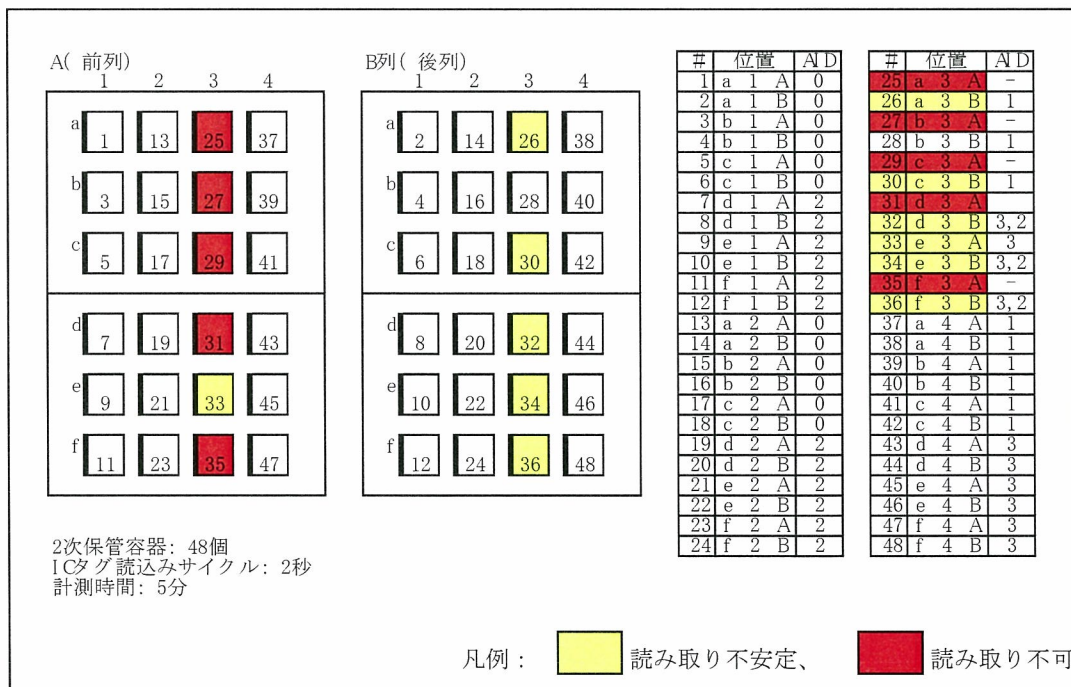 A( 前列)
1 2 3 4
a 1 13 25 37
b 3 15 27 39
c 5 17 29 41
d 7 19 31 43
e 9 21 33 45
f 11 23 35 47
B列( 後列)
1 2 3 4
a 2 14 26 38
b 4 16 28 40
c 6 18 30 42
d 8 20 32 44
e 10 22 34 46
f 12 24 36 48
# 位置 AID
1 a 1 A 0
2 a 1 B 0
3 b 1 A 0
4 b 1 B 0
5 c 1 A 0
6 c 1 B 0
7 d 1 A 2
8 d 1 B 2
9 e 1 A 2
10 e 1 B 2
11 f 1 A 2
12 f 1 B 2
13 a 2 A 0
14 a 2 B 0
15 b 2 A 0
16 b 2 B 0
17 c 2 A 0
18 c 2 B 0
19 d 2 A 2
20 d 2 B 2
21 e 2 A 2
22 e 2 B 2
23 f 2 A 2
24 f 2 B 2
# 位置 AID
25 a 3 A -
26 a 3 B 1
27 b 3 A -
28 b 3 B 1
29 c 3 A -
30 c 3 B 1
31 d 3 A
32 d 3 B 3,2
33 e 3 A 3
34 e 3 B 3,2
35 f 3 A -
36 f 3 B 3,2
37 a 4 A 1
38 a 4 B 1
39 b 4 A 1
40 b 4 B 1
41 c 4 A 1
42 c 4 B 1
43 d 4 A 3
44 d 4 B 3
45 e 4 A 3
46 e 4 B 3
47 f 4 A 3
48 f 4 B 3
2次保管容器: 48個
ICタグ読込みサイクル: 2秒
計測時間: 5分
凡例 : 読み取り不安定、 読み取り不可